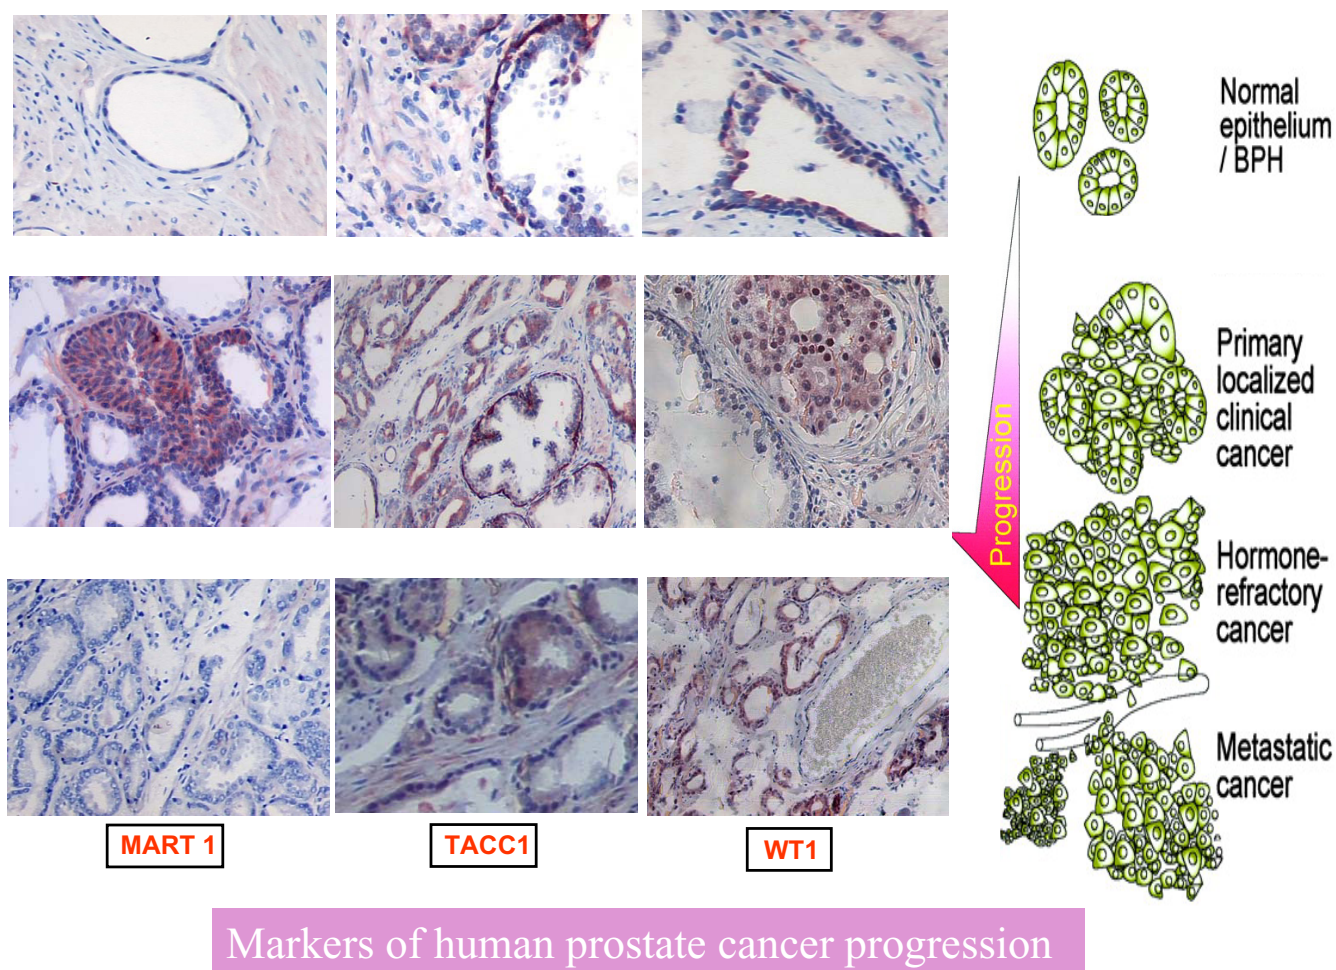 Normal
epithelium
/ BPH
Primary
localized
clinical
cancer
Progression
Hormone-
refractory
cancer
Metastatic
cancer
MART 1
TACC1
WT1
Markers of human prostate cancer progression